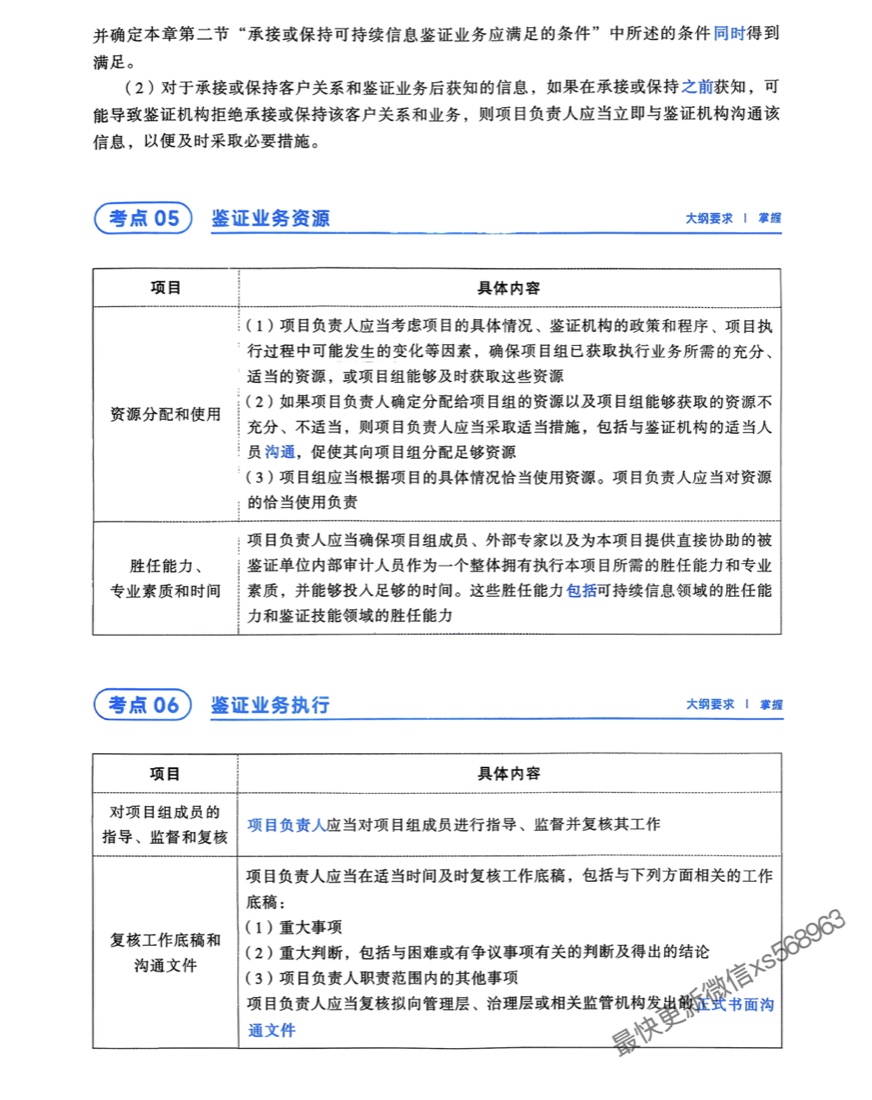 并确定本章第二节“承接或保持可持续信息鉴证业务应满足的条件”中所述的条件同时得到
满足。
（2）对于承接或保持客户关系和鉴证业务后获知的信息，如果在承接或保持之前获知，可
能导致鉴证机构拒绝承接或保持该客户关系和业务，则项目负责人应当立即与鉴证机构沟通该
信息，以便及时采取必要措施。
考点 05 鉴证业务资源 大纲要求 | 掌握
项目 具体内容
资源分配和使用
（1）项目负责人应当考虑项目的具体情况、鉴证机构的政策和程序、项目执
行过程中可能发生的变化等因素，确保项目组已获取执行业务所需的充分、
适当的资源，或项目组能够及时获取这些资源
（2）如果项目负责人确定分配给项目组的资源以及项目组能够获取的资源不
充分、不适当，则项目负责人应当采取适当措施，包括与鉴证机构的适当人
员沟通，促使其向项目组分配足够资源
（3）项目组应当根据项目的具体情况恰当使用资源。项目负责人应当对资源
的恰当使用负责
胜任能力、
专业素质和时间
项目负责人应当确保项目组成员、外部专家以及为本项目提供直接协助的被
鉴证单位内部审计人员作为一个整体拥有执行本项目所需的胜任能力和专业
素质，并能够投入足够的时间。这些胜任能力包括可持续信息领域的胜任能
力和鉴证技能领域的胜任能力
考点 06 鉴证业务执行 大纲要求 | 掌握
项目 具体内容
对项目组成员的
指导、监督和复核
项目负责人应当对项目组成员进行指导、监督并复核其工作
复核工作底稿和
沟通文件
项目负责人应当在适当时间及时复核工作底稿，包括与下列方面相关的工作
底稿：
（1）重大事项
（2）重大判断，包括与困难或有争议事项有关的判断及得出的结论
（3）项目负责人职责范围内的其他事项
项目负责人应当复核拟向管理层、治理层或相关监管机构发出的正式书面沟
通文件
最快更新微信xs568963